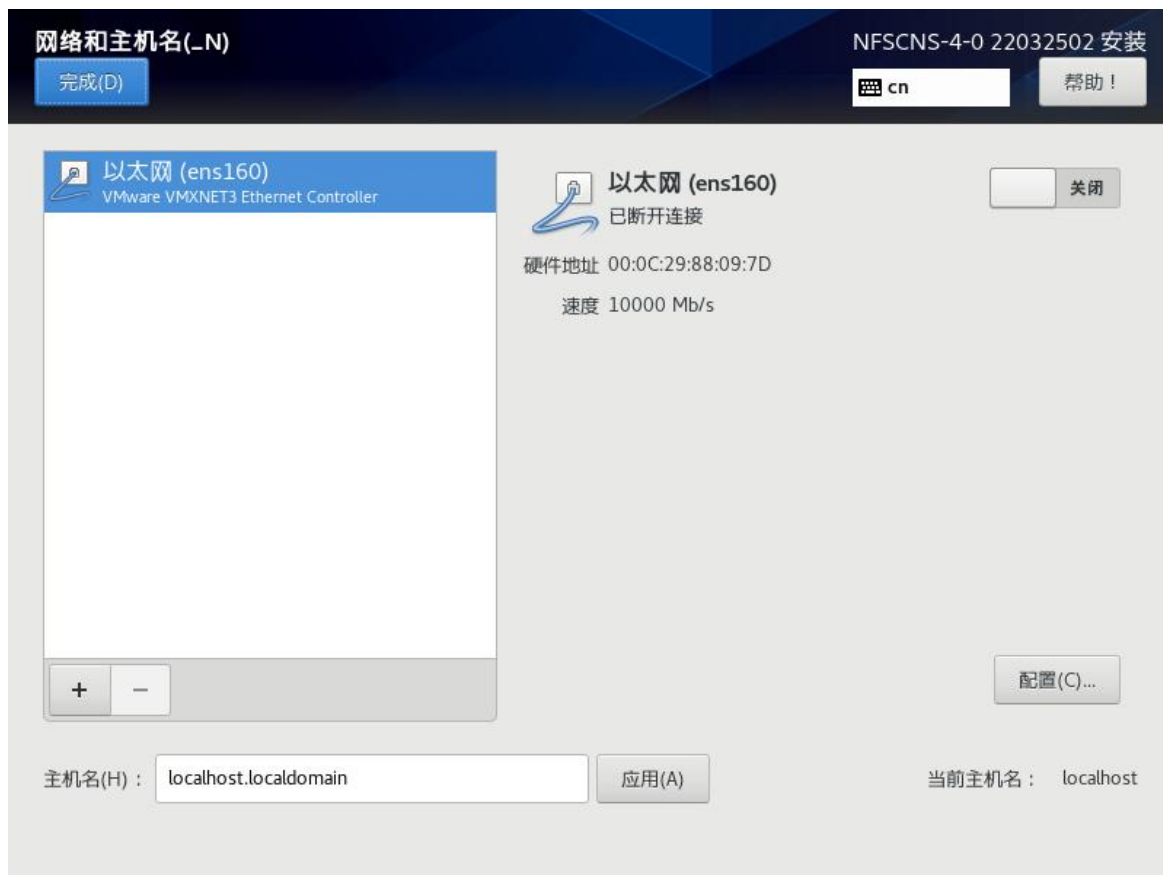 网络和主机名(_N)
NFSCNS-4-0 22032502 安装
完成(D)
cn
帮助！
以太网 (ens160)
VMware VMXNET3 Ethernet Controller
以太网 (ens160)
已断开连接
关闭
硬件地址 00:0C:29:88:09:7D
速度 10000 Mb/s
+ −
配置(C)...
主机名(H)： localhost.localdomain 应用(A) 当前主机名： localhost